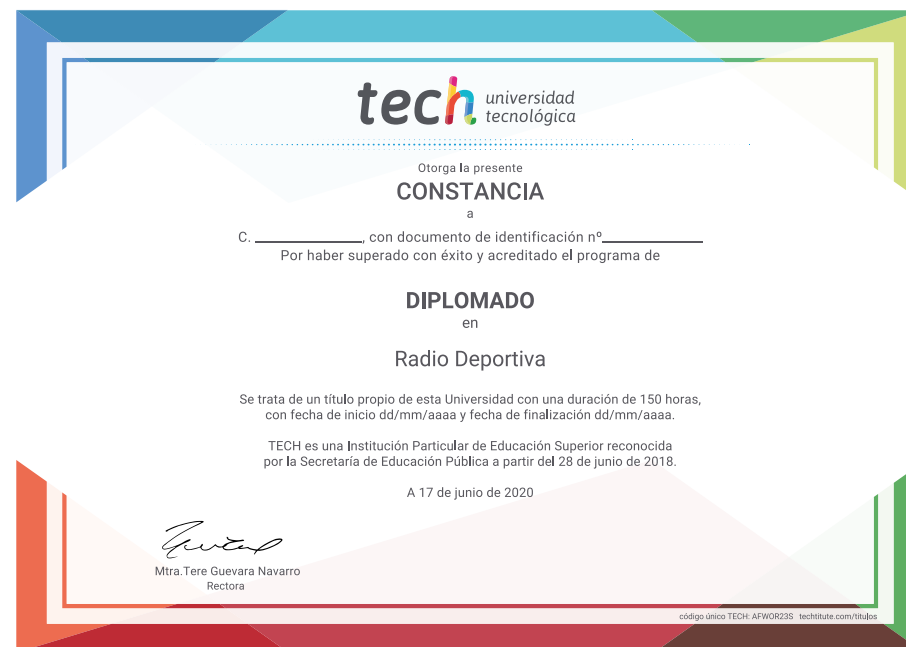 tech universidad
tecnológica
Otorga la presente
CONSTANCIA
a
C. ____________, con documento de identificación nº____________
Por haber superado con éxito y acreditado el programa de
DIPLOMADO
en
Radio Deportiva
Se trata de un título propio de esta Universidad con una duración de 150 horas,
con fecha de inicio dd/mm/aaaa y fecha de finalización dd/mm/aaaa.
TECH es una Institución Particular de Educación Superior reconocida
por la Secretaría de Educación Pública a partir del 28 de junio de 2018.
A 17 de junio de 2020
Mtra.Tere Guevara Navarro
Rectora
código único TECH: AFWOR23S techtitute.com/titulos